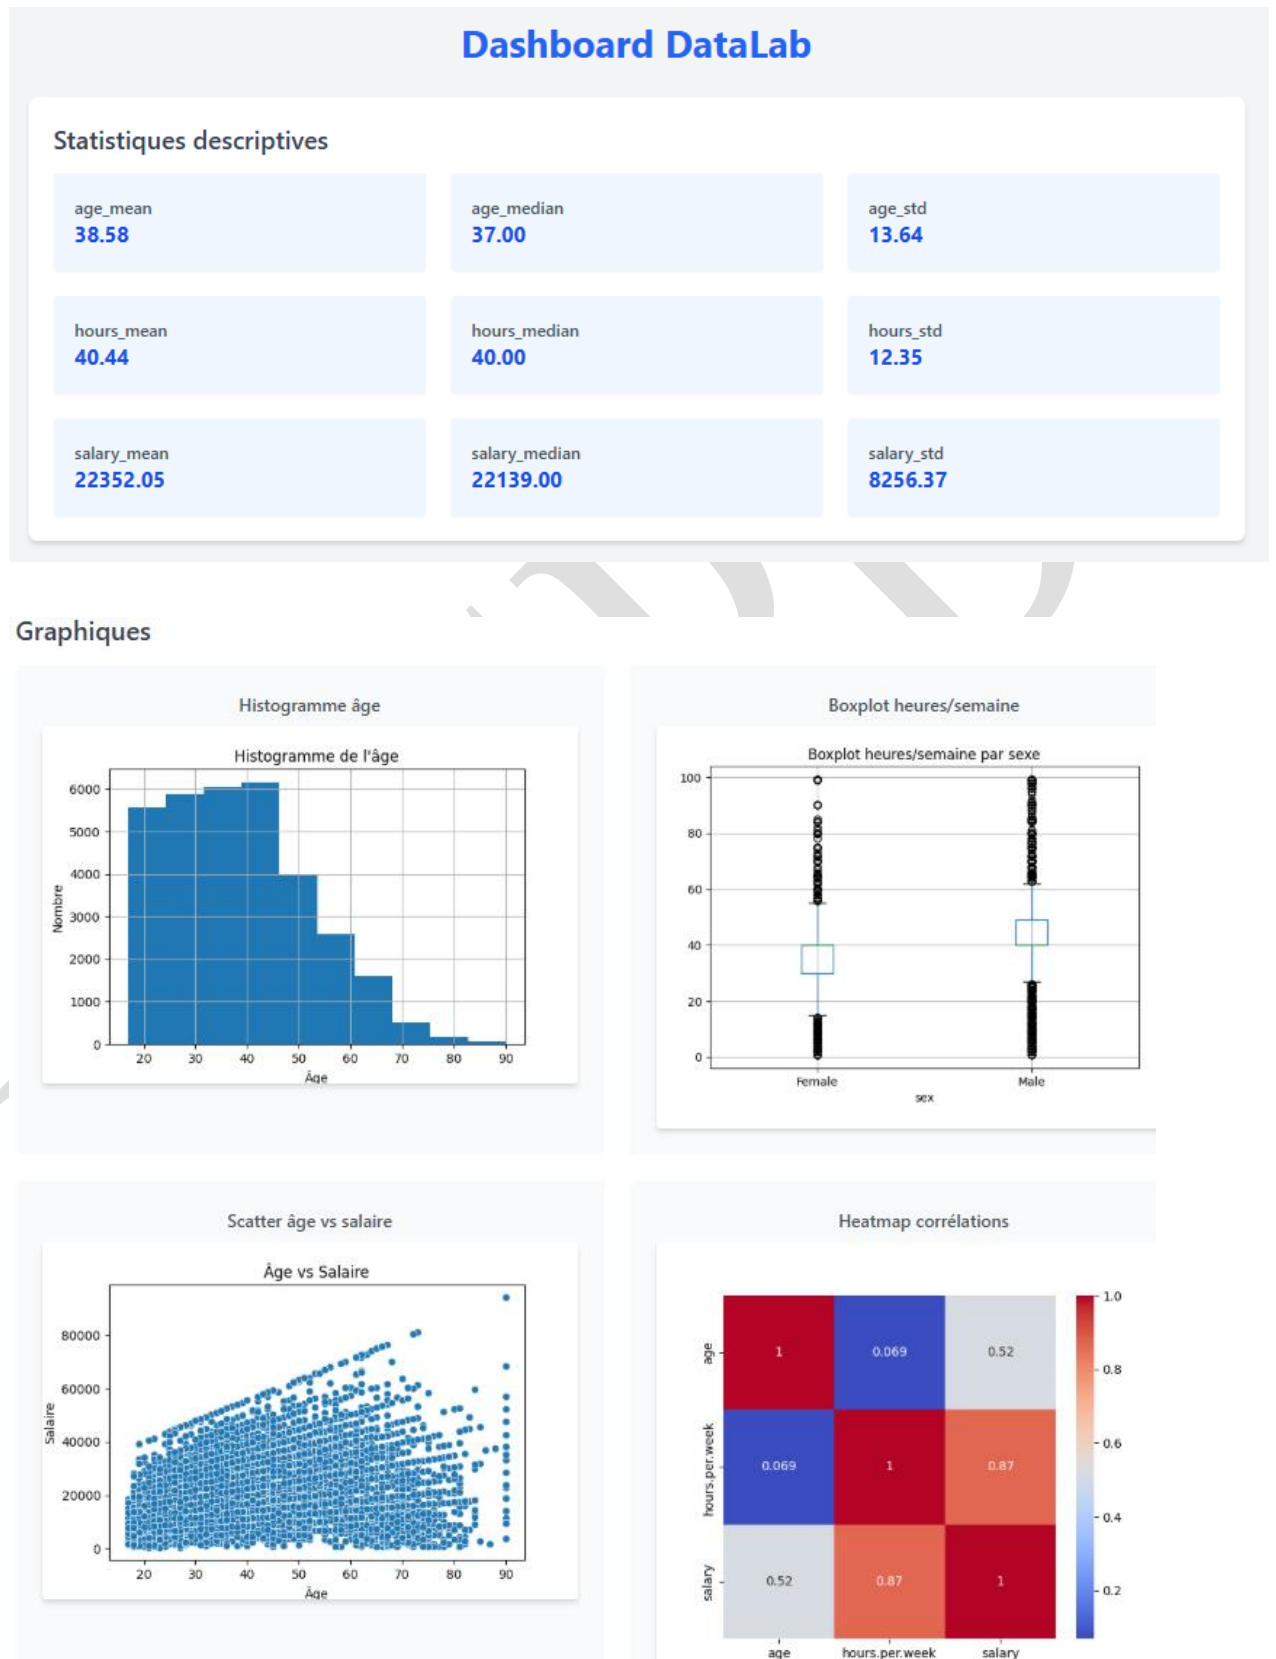 Dashboard DataLab
Statistiques descriptives
age_mean
38.58
age_median
37.00
age_std
13.64
hours_mean
40.44
hours_median
40.00
hours_std
12.35
salary_mean
22352.05
salary_median
22139.00
salary_std
8256.37
Graphiques
Histogramme âge
Histogramme de l'âge
Nombre
6000
5000
4000
3000
2000
1000
0
20 30 40 50 60 70 80 90
Âge
Boxplot heures/semaine
Boxplot heures/semaine par sexe
100
80
60
40
20
0
Female Male
sex
Scatter âge vs salaire
Âge vs Salaire
Salaire
80000
60000
40000
20000
0
20 30 40 50 60 70 80 90
Âge
Heatmap corrélations
age
1 0.069 0.52
hours.per.week
0.069 1 0.87
salary
0.52 0.87 1
age hours.per.week salary
1.0
0.8
0.6
0.4
0.2